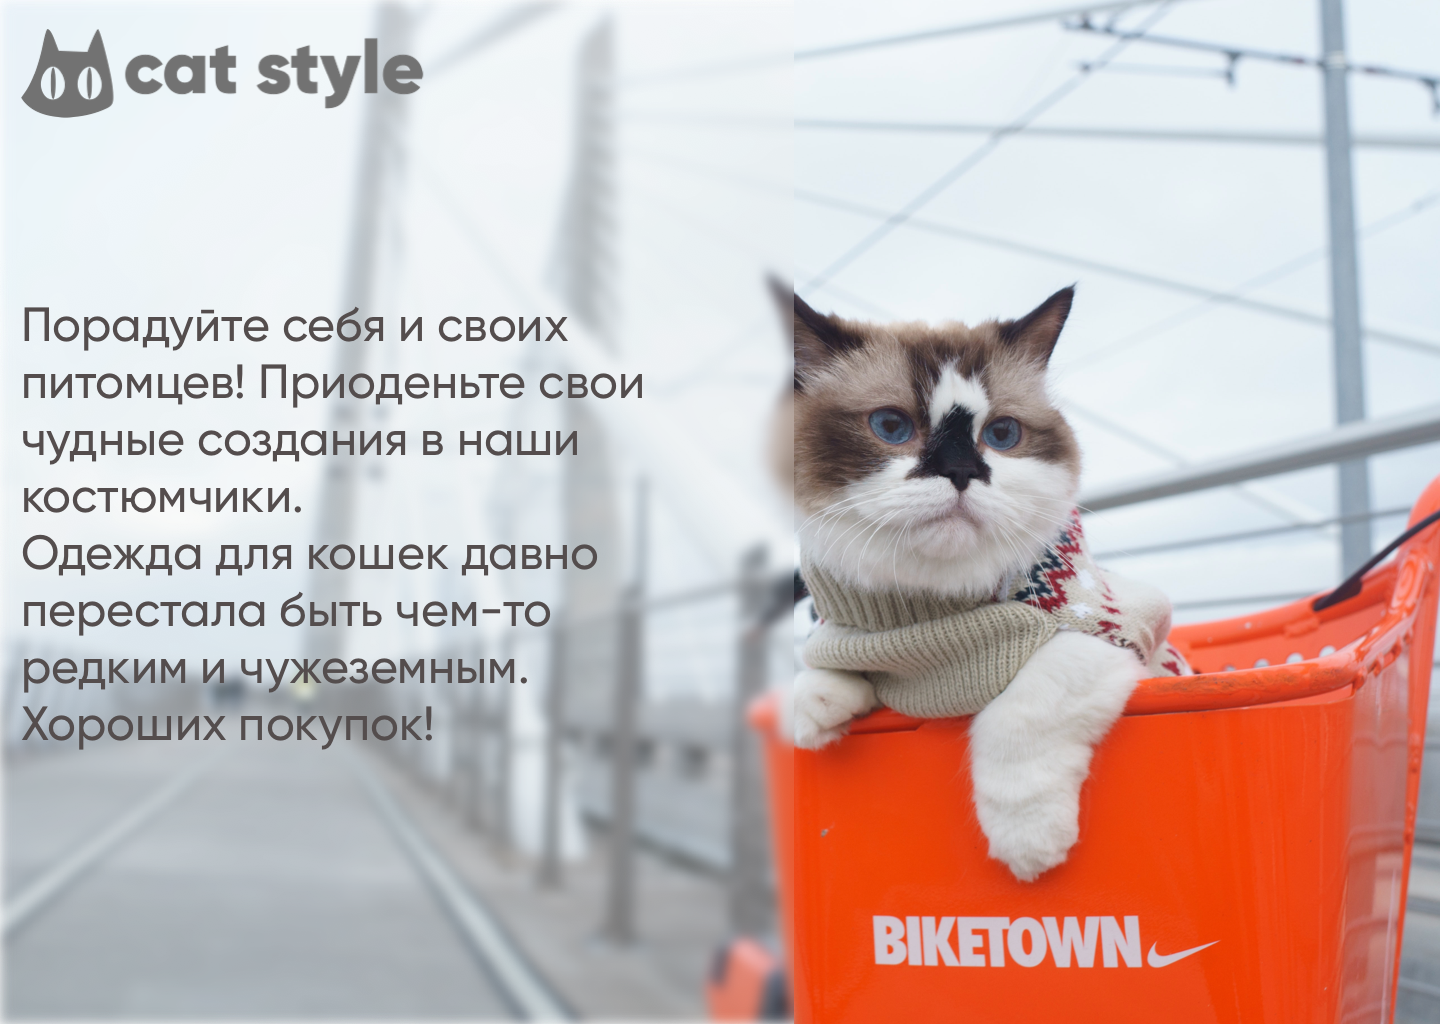 cat style
Порадуйте себя и своих
питомцев! Приоденьте свои
чудные создания в наши
костюмчики.
Одежда для кошек давно
перестала быть чем-то
редким и чужеземным.
Хороших покупок!
BIKETOWN